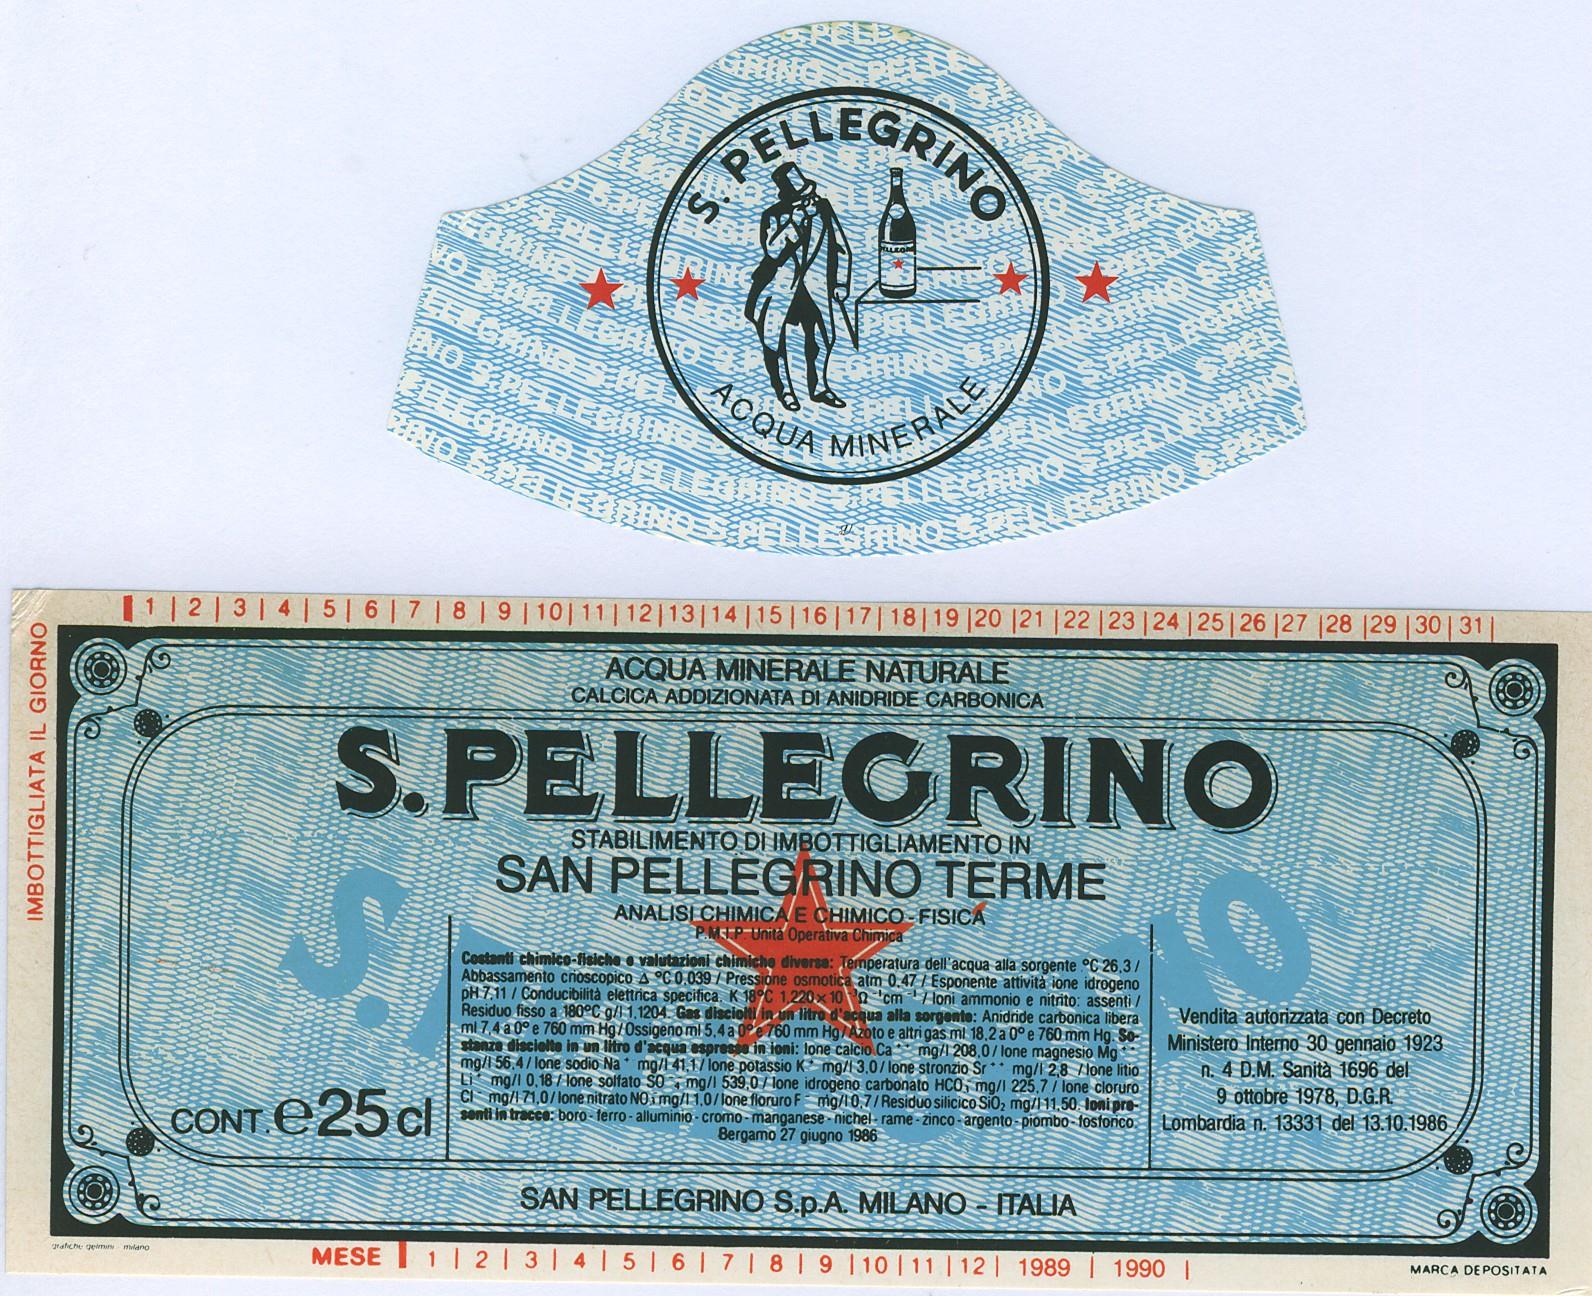 S. PELLEGRINO
ACQUA MINERALE
1 | 2 | 3 | 4 | 5 | 6 | 7 | 8 | 9 | 10 | 11 | 12 | 13 | 14 | 15 | 16 | 17 | 18 | 19 | 20 | 21 | 22 | 23 | 24 | 25 | 26 | 27 | 28 | 29 | 30 | 31 |
IMBOTTIGLIATA IL GIORNO
ACQUA MINERALE NATURALE
CALCICA ADDIZIONATA DI ANIDRIDE CARBONICA
S.PELLEGRINO
STABILIMENTO DI IMBOTTIGLIAMENTO IN
SAN PELLEGRINO TERME
ANALISI CHIMICA E CHIMICO-FISICA
P.M.I.P. Unità Operativa Chimica
Costanti chimico-fisiche e valutazioni chimiche diverse: Temperatura dell'acqua alla sorgente °C 26,3 /
Abbassamento crioscopico Δ °C 0,039 / Pressione osmotica atm 0,47 / Esponente attività ione idrogeno
pH 7,11 / Conducibilità elettrica specifica. K 18°C 1,220×10⁻³Ω⁻¹cm⁻¹ / Ioni ammonio e nitrito: assenti /
Residuo fisso a 180°C g/l 1,1204. Gas disciolti in un litro d'acqua alla sorgente: Anidride carbonica libera
ml 7,4 a 0° e 760 mm Hg / Ossigeno ml 5,4 a 0° e 760 mm Hg / Azoto e altri gas ml 18,2 a 0° e 760 mm Hg. So-
stanze disciolte in un litro d'acqua espresse in ioni: Ione calcio Ca⁺⁺ mg/l 208,0 / Ione magnesio Mg⁺⁺
mg/l 56,4 / Ione sodio Na⁺ mg/l 41,1 / Ione potassio K⁺ mg/l 3,0 / Ione stronzio Sr⁺⁺ mg/l 2,8 / Ione litio
Li⁺ mg/l 0,18 / Ione solfato SO⁻₄ mg/l 539,0 / Ione idrogeno carbonato HCO₃⁻ mg/l 225,7 / Ione cloruro
Cl⁻ mg/l 71,0 / Ione nitrato NO₃⁻ mg/l 1,0 / Ione floruro F⁻ mg/l 0,7 / Residuo silicico SiO₂ mg/l 11,50. Ioni pre-
senti in tracce: boro - ferro - alluminio - cromo - manganese - nichel - rame - zinco - argento - piombo - fosforico.
Bergamo 27 giugno 1986
CONT. e 25 cl
Vendita autorizzata con Decreto
Ministero Interno 30 gennaio 1923
n. 4 D.M. Sanità 1696 del
9 ottobre 1978, D.G.R.
Lombardia n. 13331 del 13.10.1986
SAN PELLEGRINO S.p.A. MILANO - ITALIA
grafiche gelmini - milano
MESE | 1 | 2 | 3 | 4 | 5 | 6 | 7 | 8 | 9 | 10 | 11 | 12 | 1989 | 1990 |
MARCA DEPOSITATA